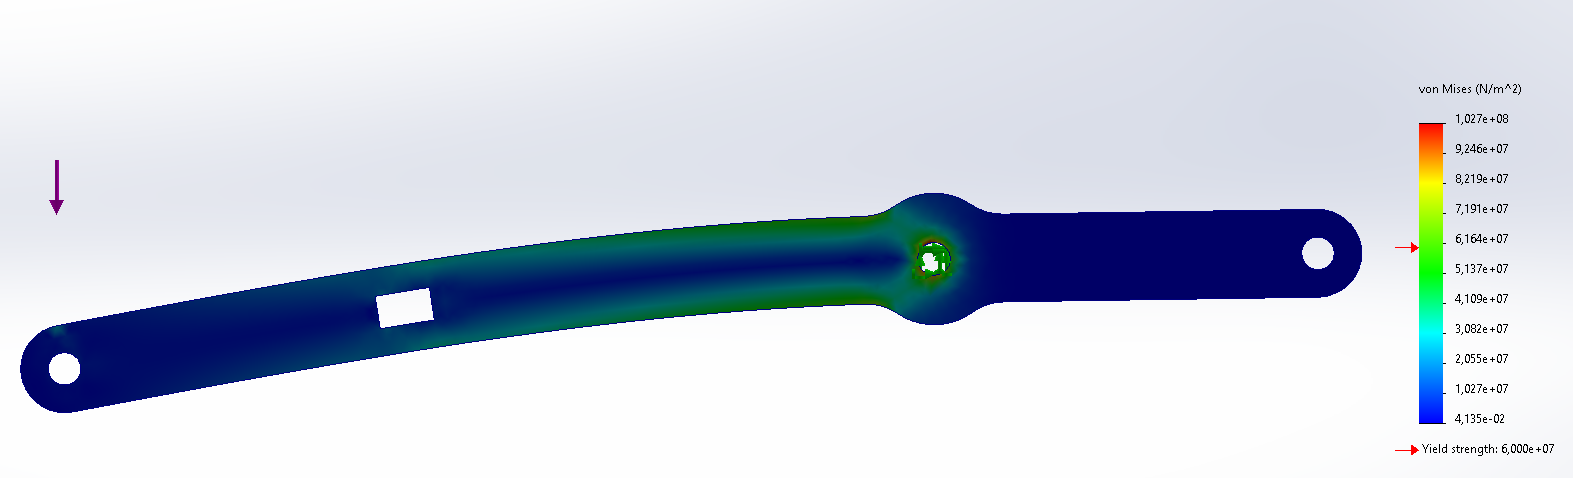 von Mises (N/m^2)
1,027e+08
9,246e+07
8,219e+07
7,191e+07
6,164e+07
5,137e+07
4,109e+07
3,082e+07
2,055e+07
1,027e+07
4,135e-02
Yield strength: 6,000e+07